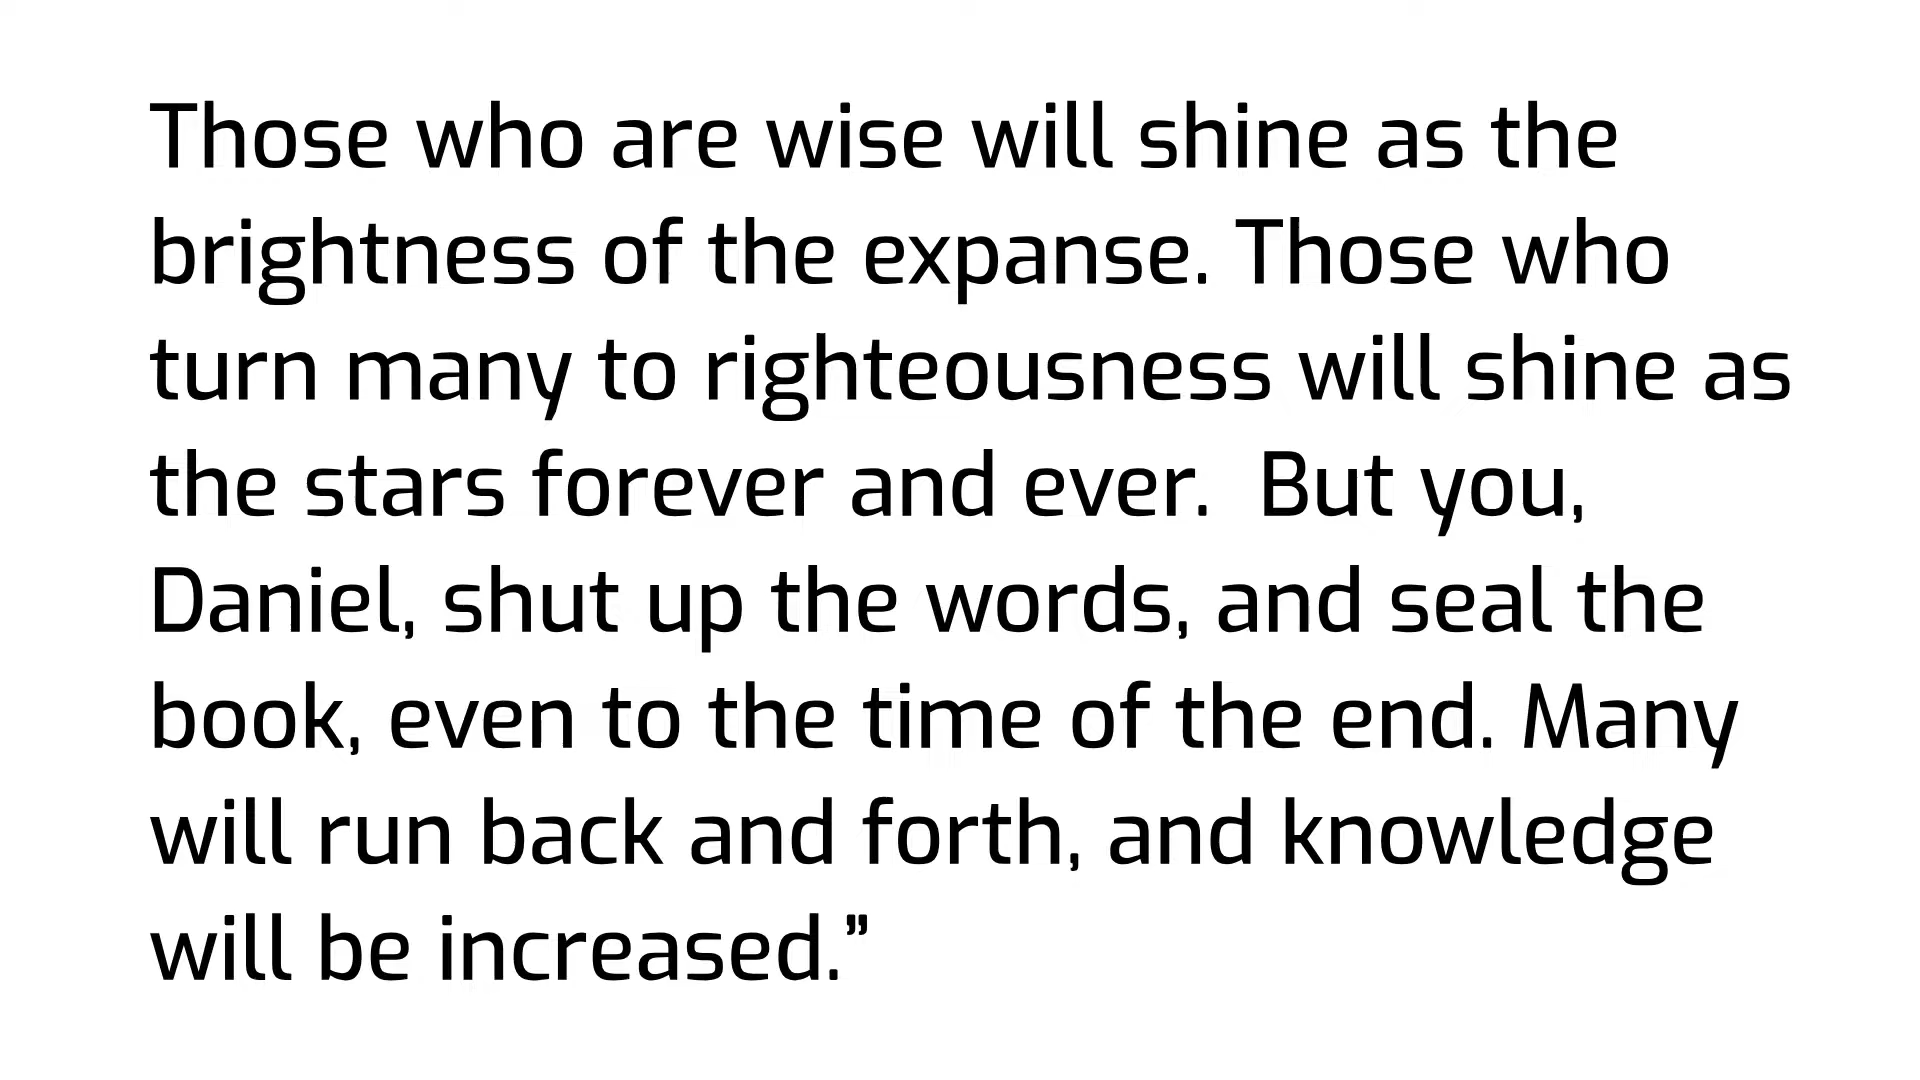 Those who are wise will shine as the
brightness of the expanse. Those who
turn many to righteousness will shine as
the stars forever and ever.  But you,
Daniel, shut up the words, and seal the
book, even to the time of the end. Many
will run back and forth, and knowledge
will be increased.”